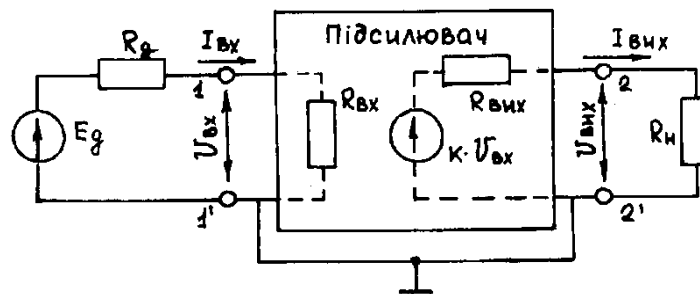 Підсилювач
Rg
Iвх
Iвих
1
2
Eg
Uвх
Rвх
Rвих
K·Uвх
Uвих
Rн
1'
2'